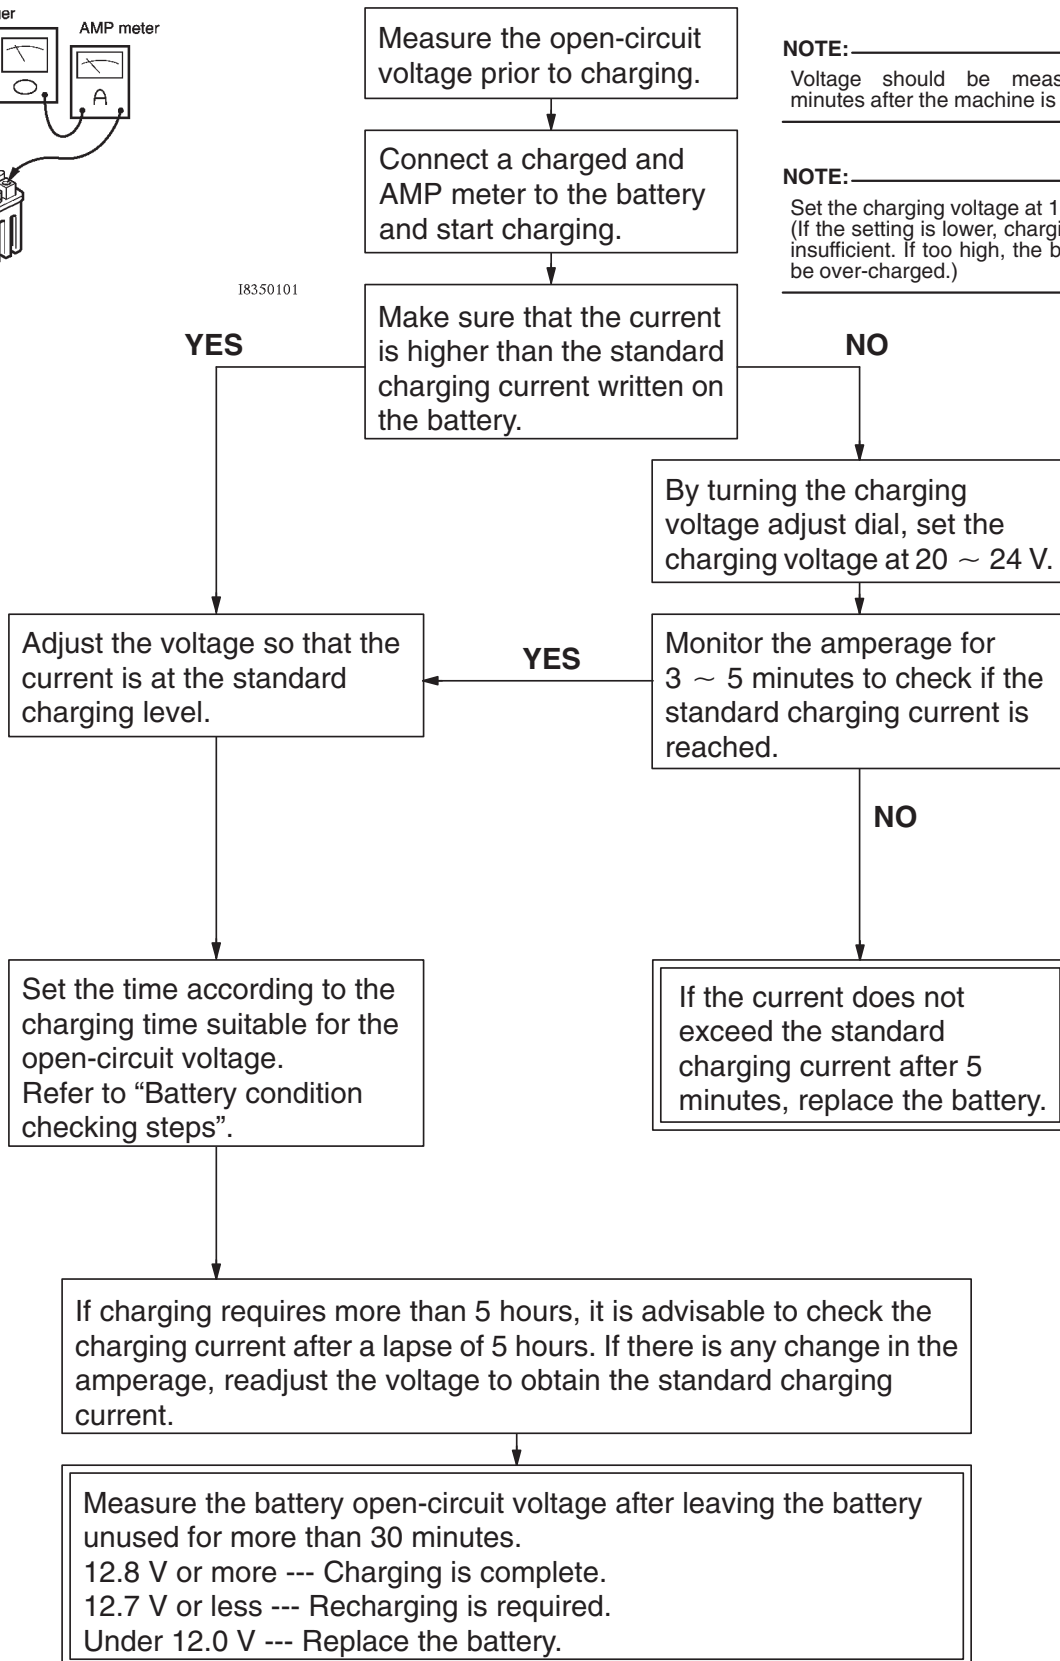 AMP meter
A
Measure the open-circuit
voltage prior to charging.
NOTE:
Voltage should be
minutes after the machine is
Connect a charged and
AMP meter to the battery
and start charging.
NOTE:
Set the charging voltage at
(If the setting is lower,
insufficient. If too high, the
be over-charged.)
I8350101
Make sure that the current
is higher than the standard
charging current written on
the battery.
YES
NO
By turning the charging
voltage adjust dial, set the
charging voltage at 20 ~ 24 V.
Monitor the amperage for
3 ~ 5 minutes to check if the
standard charging current is
reached.
YES
Adjust the voltage so that the
current is at the standard
charging level.
NO
Set the time according to the
charging time suitable for the
open-circuit voltage.
Refer to “Battery condition
checking steps”.
If the current does not
exceed the standard
charging current after 5
minutes, replace the battery.
If charging requires more than 5 hours, it is advisable to check the
charging current after a lapse of 5 hours. If there is any change in the
amperage, readjust the voltage to obtain the standard charging
current.
Measure the battery open-circuit voltage after leaving the battery
unused for more than 30 minutes.
12.8 V or more --- Charging is complete.
12.7 V or less --- Recharging is required.
Under 12.0 V --- Replace the battery.